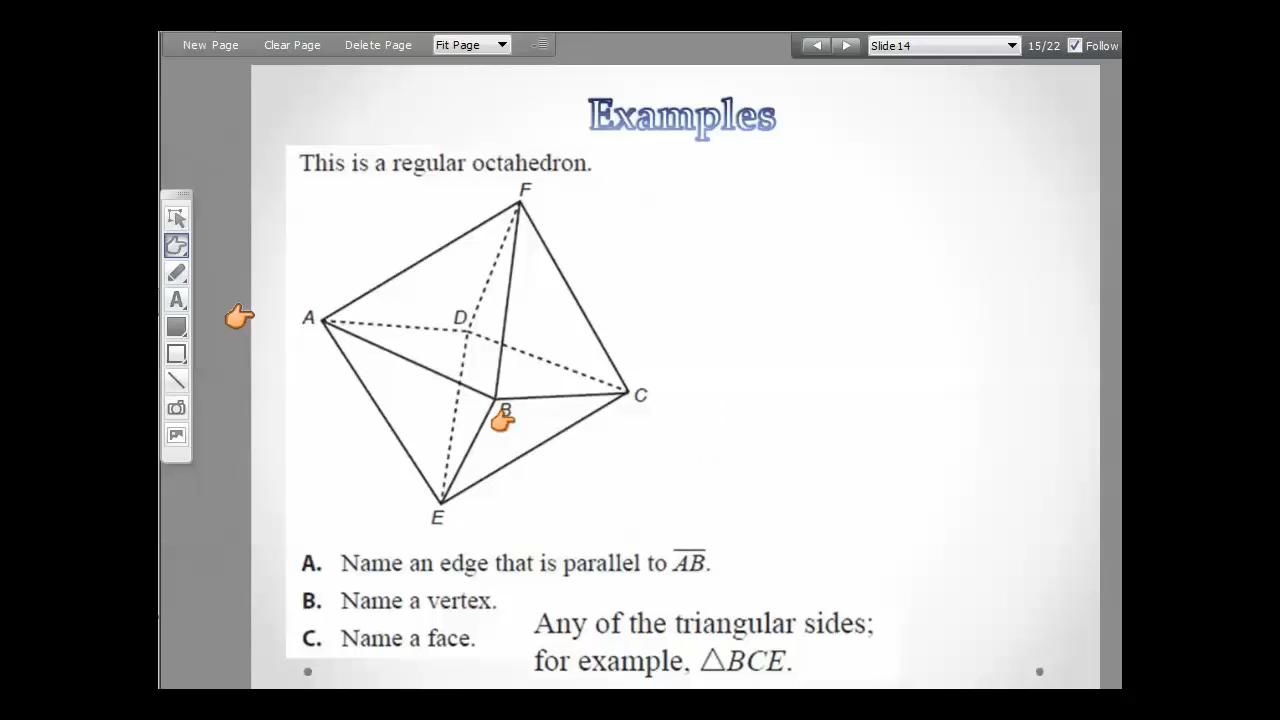 New Page Clear Page Delete Page Fit Page Slide14 15/22 Follow
Examples
This is a regular octahedron.
F
A
D
C
B
E
A. Name an edge that is parallel to A͞B͞.
B. Name a vertex.
C. Name a face.
Any of the triangular sides;
for example, △BCE.
A